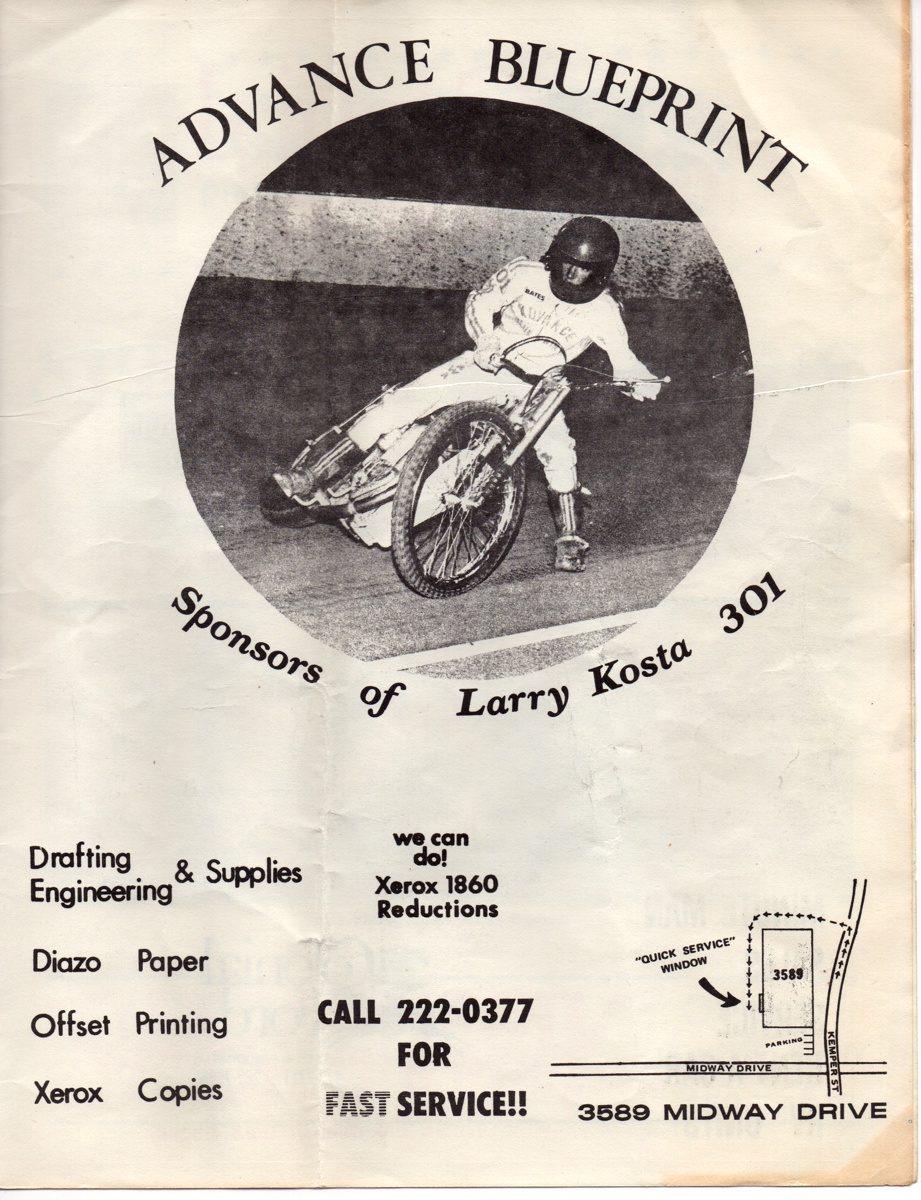 ADVANCE BLUEPRINT
BATES
ADVANCE
Sponsors of Larry Kosta 301
Drafting
Engineering & Supplies
Diazo Paper
Offset Printing
Xerox Copies
we can
do!
Xerox 1860
Reductions
CALL 222-0377
FOR
FAST SERVICE!!
"QUICK SERVICE"
WINDOW
3589
PARKING
KEMPER ST
MIDWAY DRIVE
3589 MIDWAY DRIVE